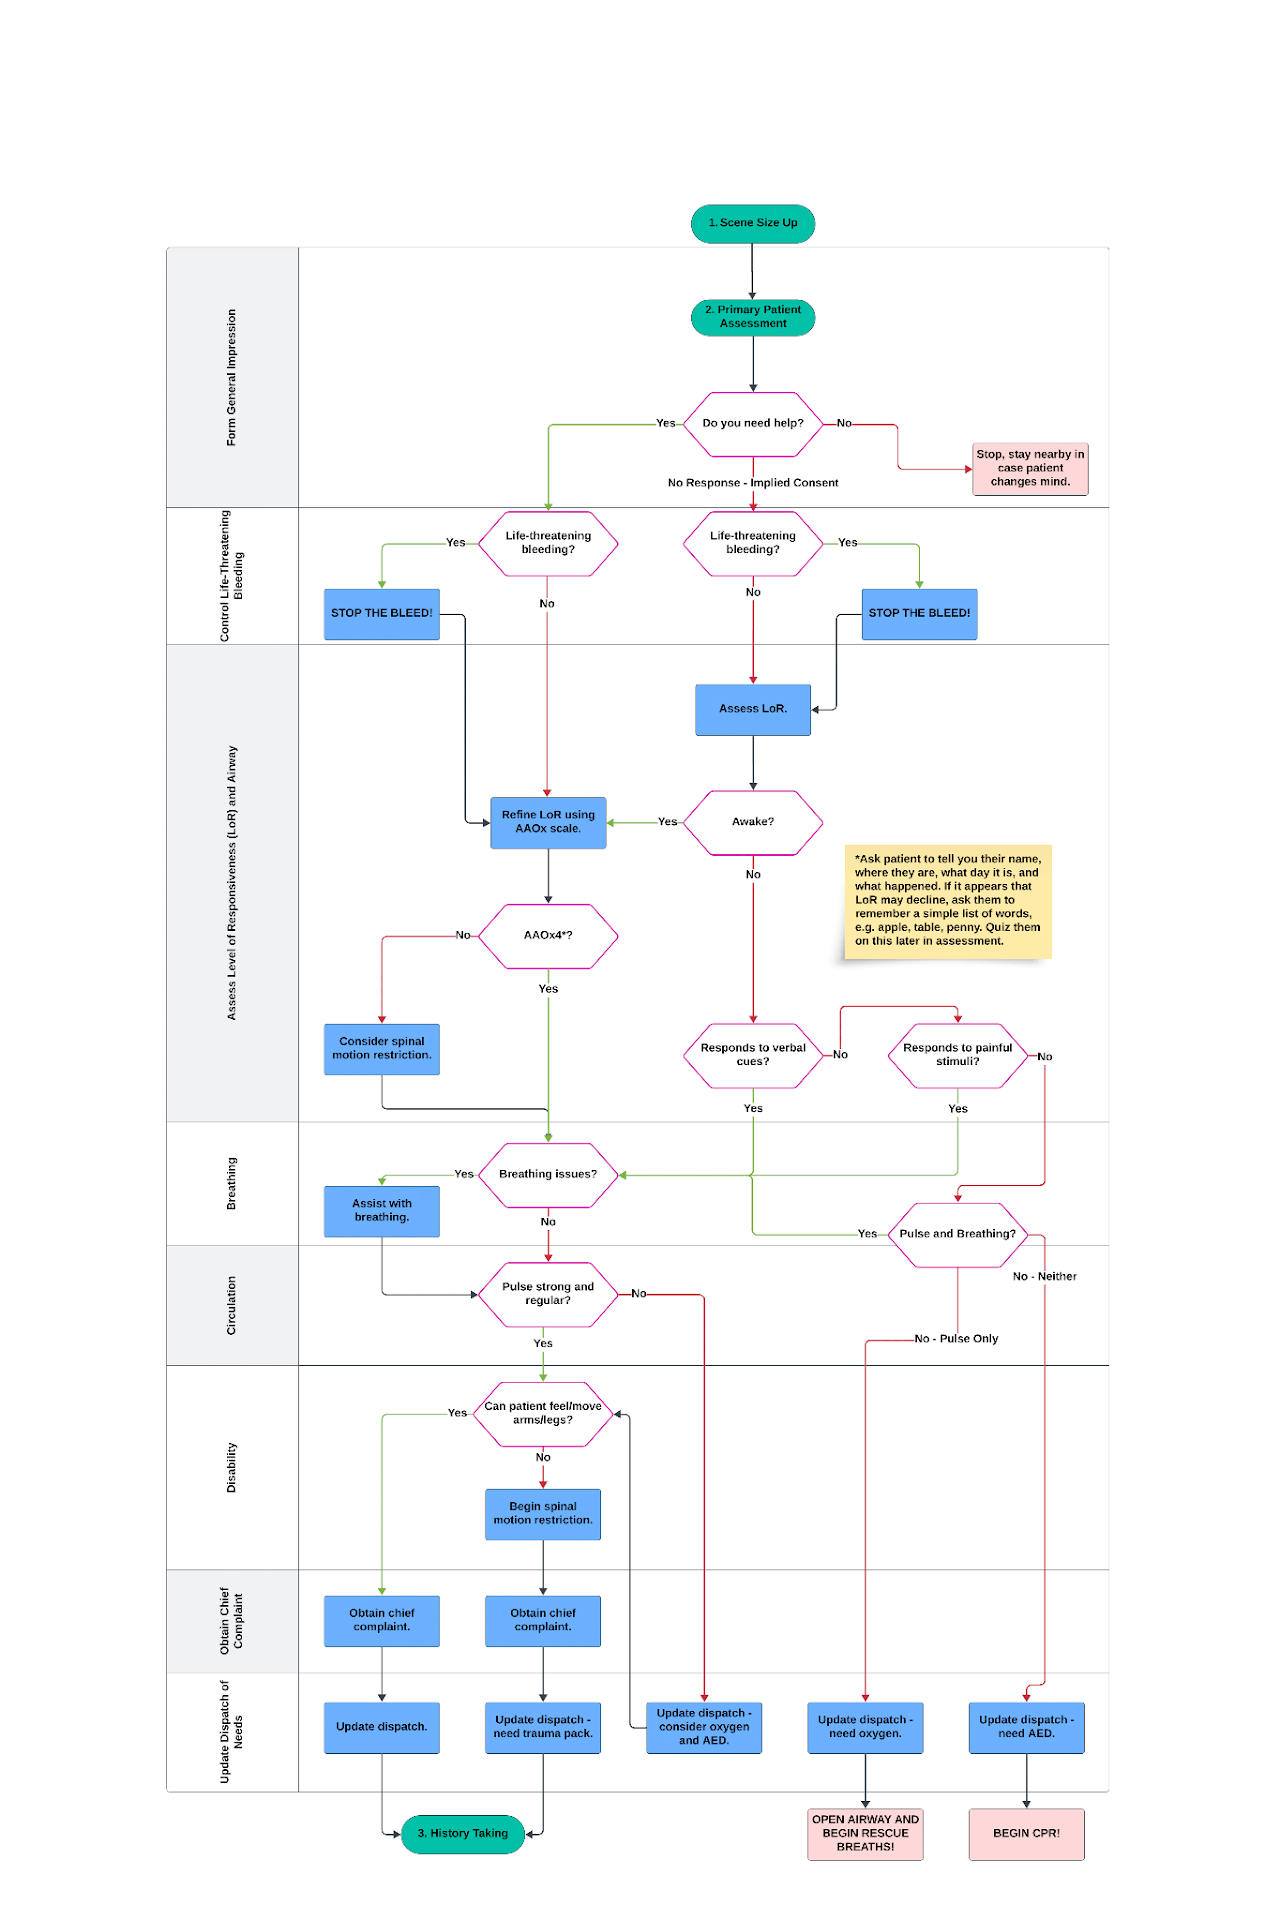 1. Scene Size Up
Form General Impression
2. Primary Patient
Assessment
Do you need help?
Yes
No
Stop, stay nearby in
case patient
changes mind.
No Response - Implied Consent
Control Life-Threatening
Bleeding
Life-threatening
bleeding?
Yes
No
STOP THE BLEED!
Life-threatening
bleeding?
Yes
No
STOP THE BLEED!
Assess Level of Responsiveness (LoR) and Airway
Assess LoR.
Refine LoR using
AAOx scale.
Yes
Awake?
No
*Ask patient to tell you their name,
where they are, what day it is, and
what happened. If it appears that
LoR may decline, ask them to
remember a simple list of words,
e.g. apple, table, penny. Quiz them
on this later in assessment.
No
AAOx4*?
Yes
Consider spinal
motion restriction.
Responds to verbal
cues?
No
Yes
Responds to painful
stimuli?
No
Yes
Breathing
Breathing issues?
Yes
No
Assist with
breathing.
Yes
Pulse and Breathing?
No - Neither
No - Pulse Only
Circulation
Pulse strong and
regular?
No
Yes
Disability
Can patient feel/move
arms/legs?
Yes
No
Begin spinal
motion restriction.
Obtain Chief
Complaint
Obtain chief
complaint.
Obtain chief
complaint.
Update Dispatch of
Needs
Update dispatch.
Update dispatch -
need trauma pack.
Update dispatch -
consider oxygen
and AED.
Update dispatch -
need oxygen.
Update dispatch -
need AED.
3. History Taking
OPEN AIRWAY AND
BEGIN RESCUE
BREATHS!
BEGIN CPR!